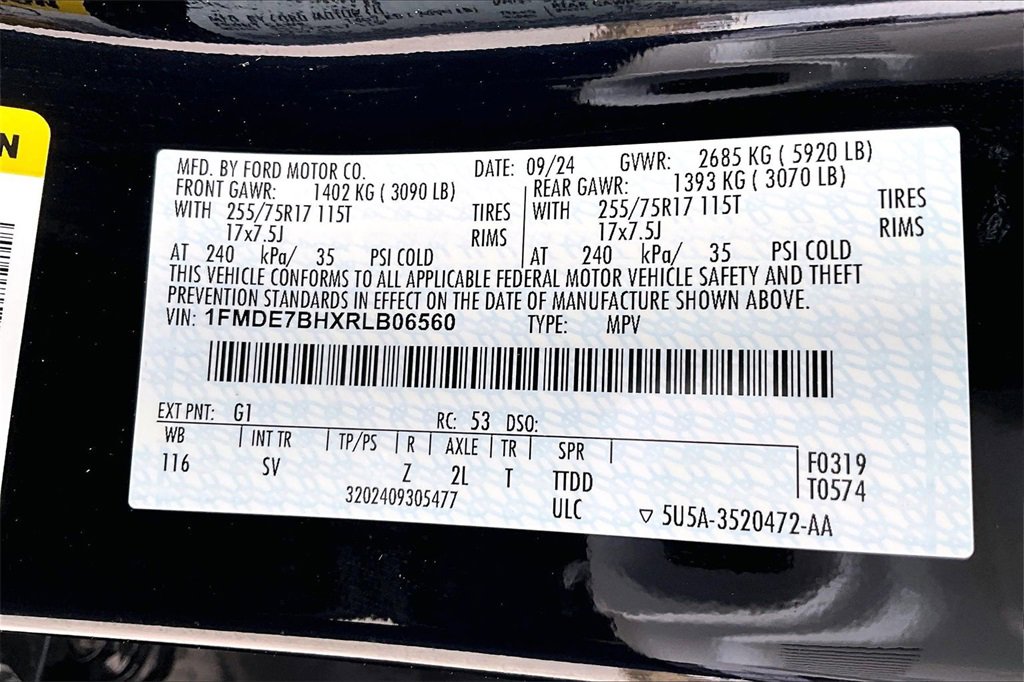 N
MFD. BY FORD MOTOR CO. DATE: 09/24 GVWR: 2685 KG ( 5920 LB)
FRONT GAWR: 1402 KG ( 3090 LB) REAR GAWR: 1393 KG ( 3070 LB)
WITH 255/75R17 115T TIRES WITH 255/75R17 115T TIRES
17x7.5J RIMS 17x7.5J RIMS
AT 240 kPa/ 35 PSI COLD AT 240 kPa/ 35 PSI COLD
THIS VEHICLE CONFORMS TO ALL APPLICABLE FEDERAL MOTOR VEHICLE SAFETY AND THEFT
PREVENTION STANDARDS IN EFFECT ON THE DATE OF MANUFACTURE SHOWN ABOVE.
VIN: 1FMDE7BHXRLB06560 TYPE: MPV
EXT PNT: G1 RC: 53 DSO:
WB INT TR TP/PS R AXLE TR SPR
116 SV Z 2L T TTDD
F0319
T0574
3202409305477 ULC ▽ 5U5A-3520472-AA